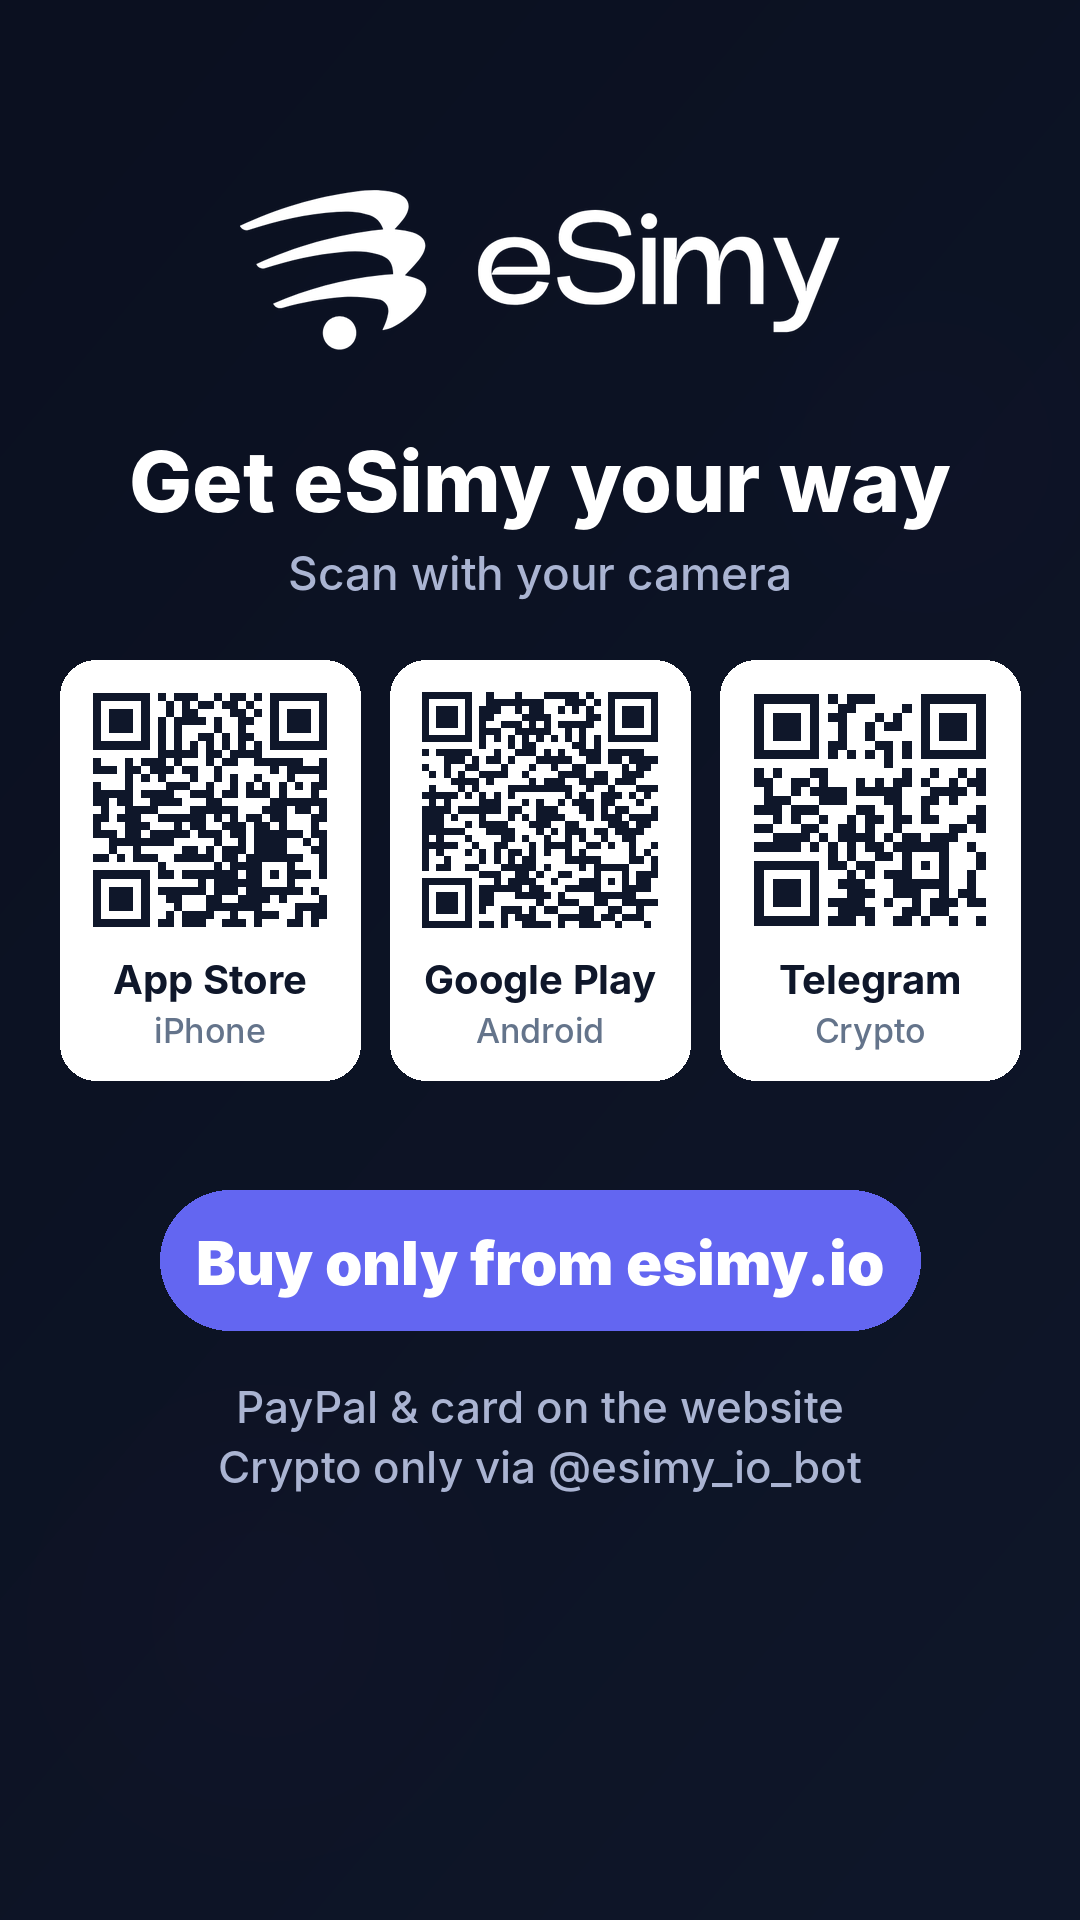 eSimy
Get eSimy your way
Scan with your camera
App Store
iPhone
Google Play
Android
Telegram
Crypto
Buy only from esimy.io
PayPal & card on the website
Crypto only via @esimy_io_bot